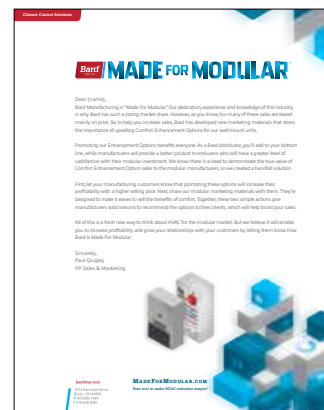 Climate Control Solutions
Bard MADE FOR MODULAR
Dear (name),
Bard Manufacturing is "Made For Modular." Our dedication, experience and knowledge of this industry
is why Bard has such a strong market share. However, as you know, too many of these sales are based
mainly on price. So, to help you increase sales, Bard has developed new marketing materials that stress
the importance of upselling Comfort Enhancement Options for our wall-mount units.
Promoting our Enhancement Options benefits everyone. As a Bard distributor, you'll add to your bottom
line, while manufacturers will provide a better product to end users who will have a greater level of
satisfaction with their modular investment. We know there is a need to demonstrate the true value of
Comfort Enhancement Option sales to the modular manufacturers, so we created a two-fold solution.
First, let your manufacturing customers know that promoting these options will increase their
profitability with a higher selling price. Next, share our modular marketing materials with them. They're
designed to make it easier to sell the benefits of comfort. Together, these two simple actions give
manufacturers solid reasons to recommend the options to their clients, which will help boost your sales.
All of this is a fresh new way to think about HVAC for the modular market. But we believe it will enable
you to increase profitability and grow your relationships with your customers by letting them know how
Bard is Made For Modular.
Sincerely,
Paul Quigley
VP Sales & Marketing
bardhvac.com
MADEFORMODULAR.COM
Your tool to make HVAC selection simple
Bryan, OH 43506